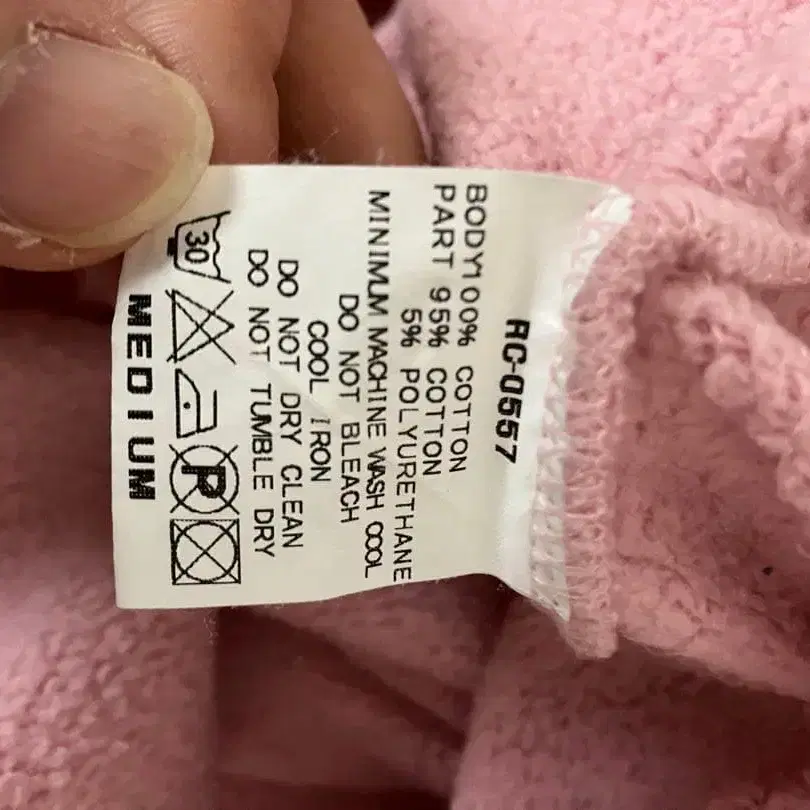 RC-0557
BODY100% COTTON
PART 95% COTTON
5% POLYURETHANE
MINIMLM MACHINE WASH COOL
DO NOT BLEACH
COOL IRON
DO NOT DRY CLEAN
DO NOT TUMBLE DRY
30
P
MEDIUM